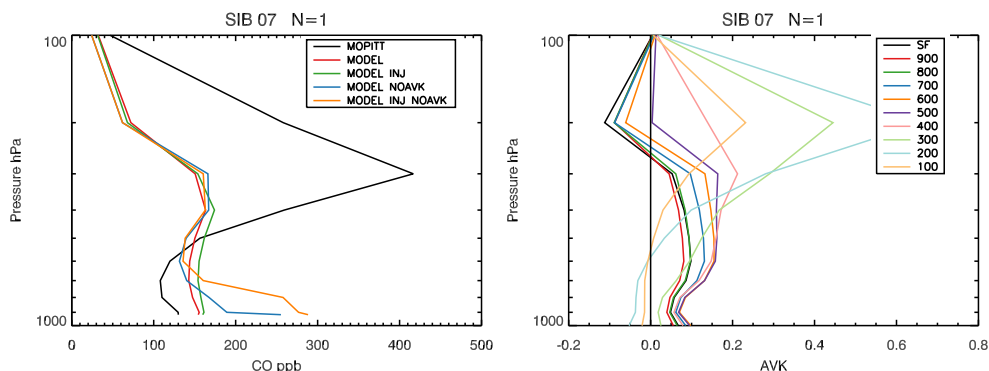 SIB 07 N=1
100
1000
Pressure hPa
0
100
200
300
400
500
CO ppb
MOPITT
MODEL
MODEL INJ
MODEL NOAVK
MODEL INJ NOAVK
SIB 07 N=1
100
1000
Pressure hPa
-0.2
0.0
0.2
0.4
0.6
0.8
AVK
SF
900
800
700
600
500
400
300
200
100